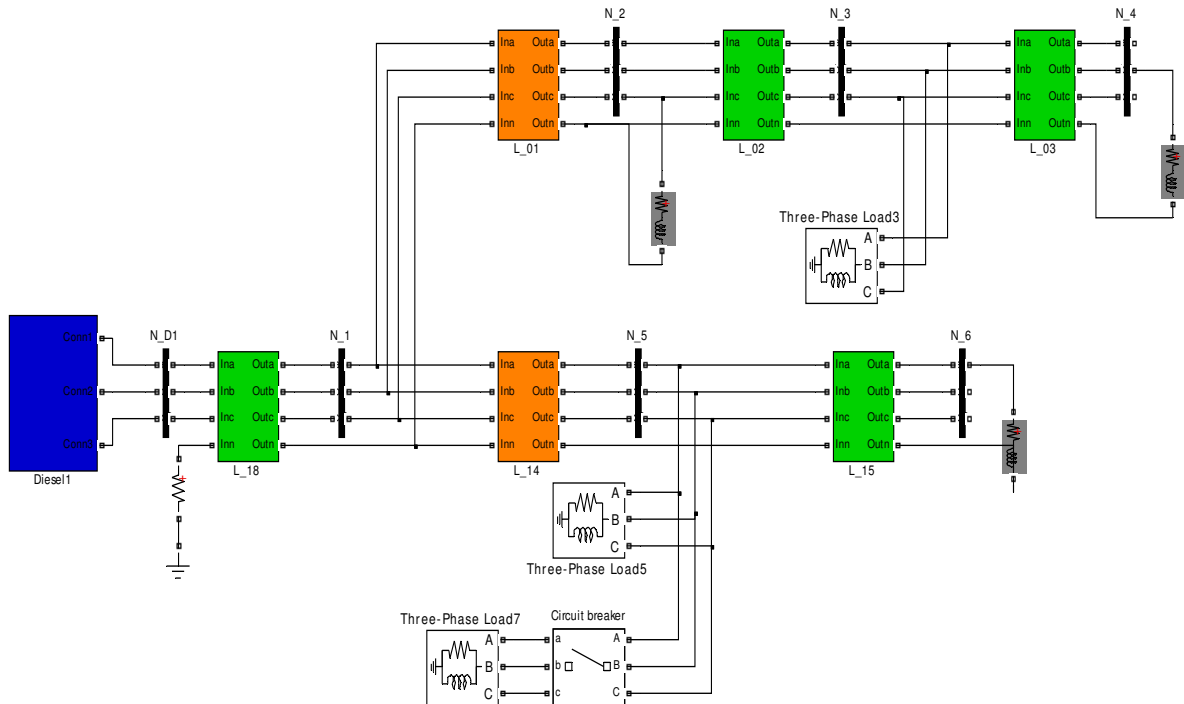 N_2
N_3
N_4
Ina Outa
Inb Outb
Inc Outc
Inn Outn
L_01
Ina Outa
Inb Outb
Inc Outc
Inn Outn
L_02
Ina Outa
Inb Outb
Inc Outc
Inn Outn
L_03
Three-Phase Load3
A
B
C
Conn1
Conn2
Conn3
Diesel1
N_D1
Ina Outa
Inb Outb
Inc Outc
Inn Outn
L_18
N_1
Ina Outa
Inb Outb
Inc Outc
Inn Outn
L_14
N_5
Ina Outa
Inb Outb
Inc Outc
Inn Outn
L_15
N_6
A
B
C
Three-Phase Load5
Three-Phase Load7
A
B
C
Circuit breaker
a A
b B
c C